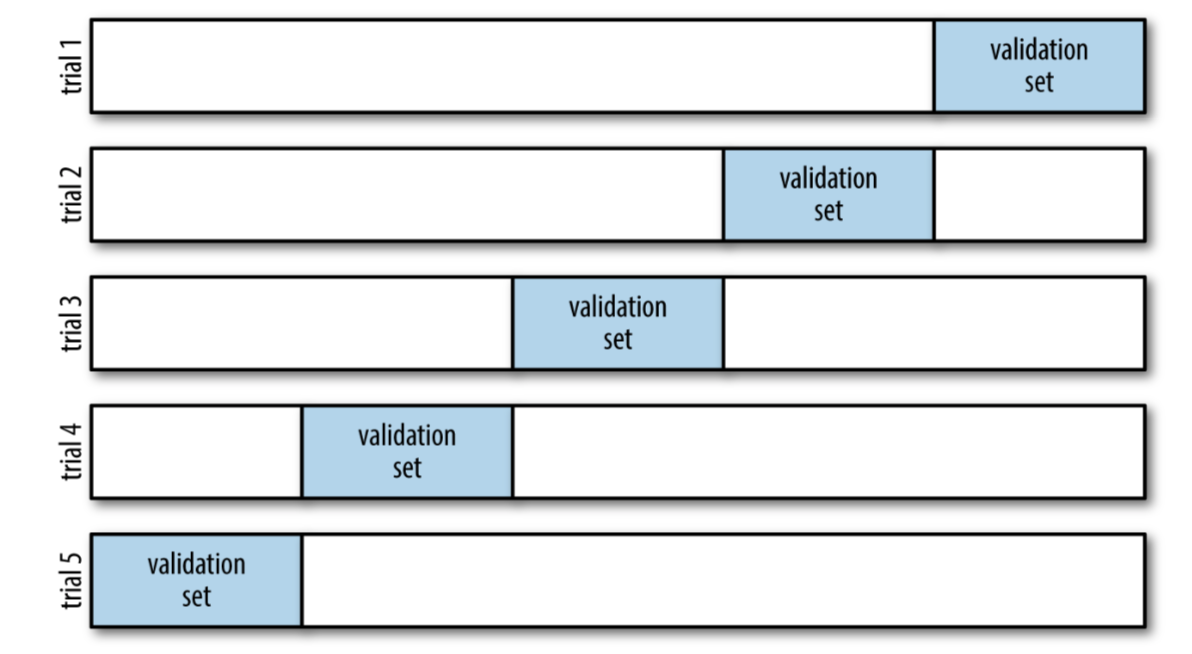 trial 1
validation
set
trial 2
validation
set
trial 3
validation
set
trial 4
validation
set
trial 5
validation
set